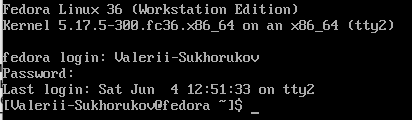 Fedora Linux 36 (Workstation Edition)
Kernel 5.17.5-300.fc36.x86_64 on an x86_64 (tty2)
fedora login: Valerii-Sukhorukov
Password:
Last login: Sat Jun  4 12:51:33 on tty2
[Valerii-Sukhorukov@fedora ~]$ _